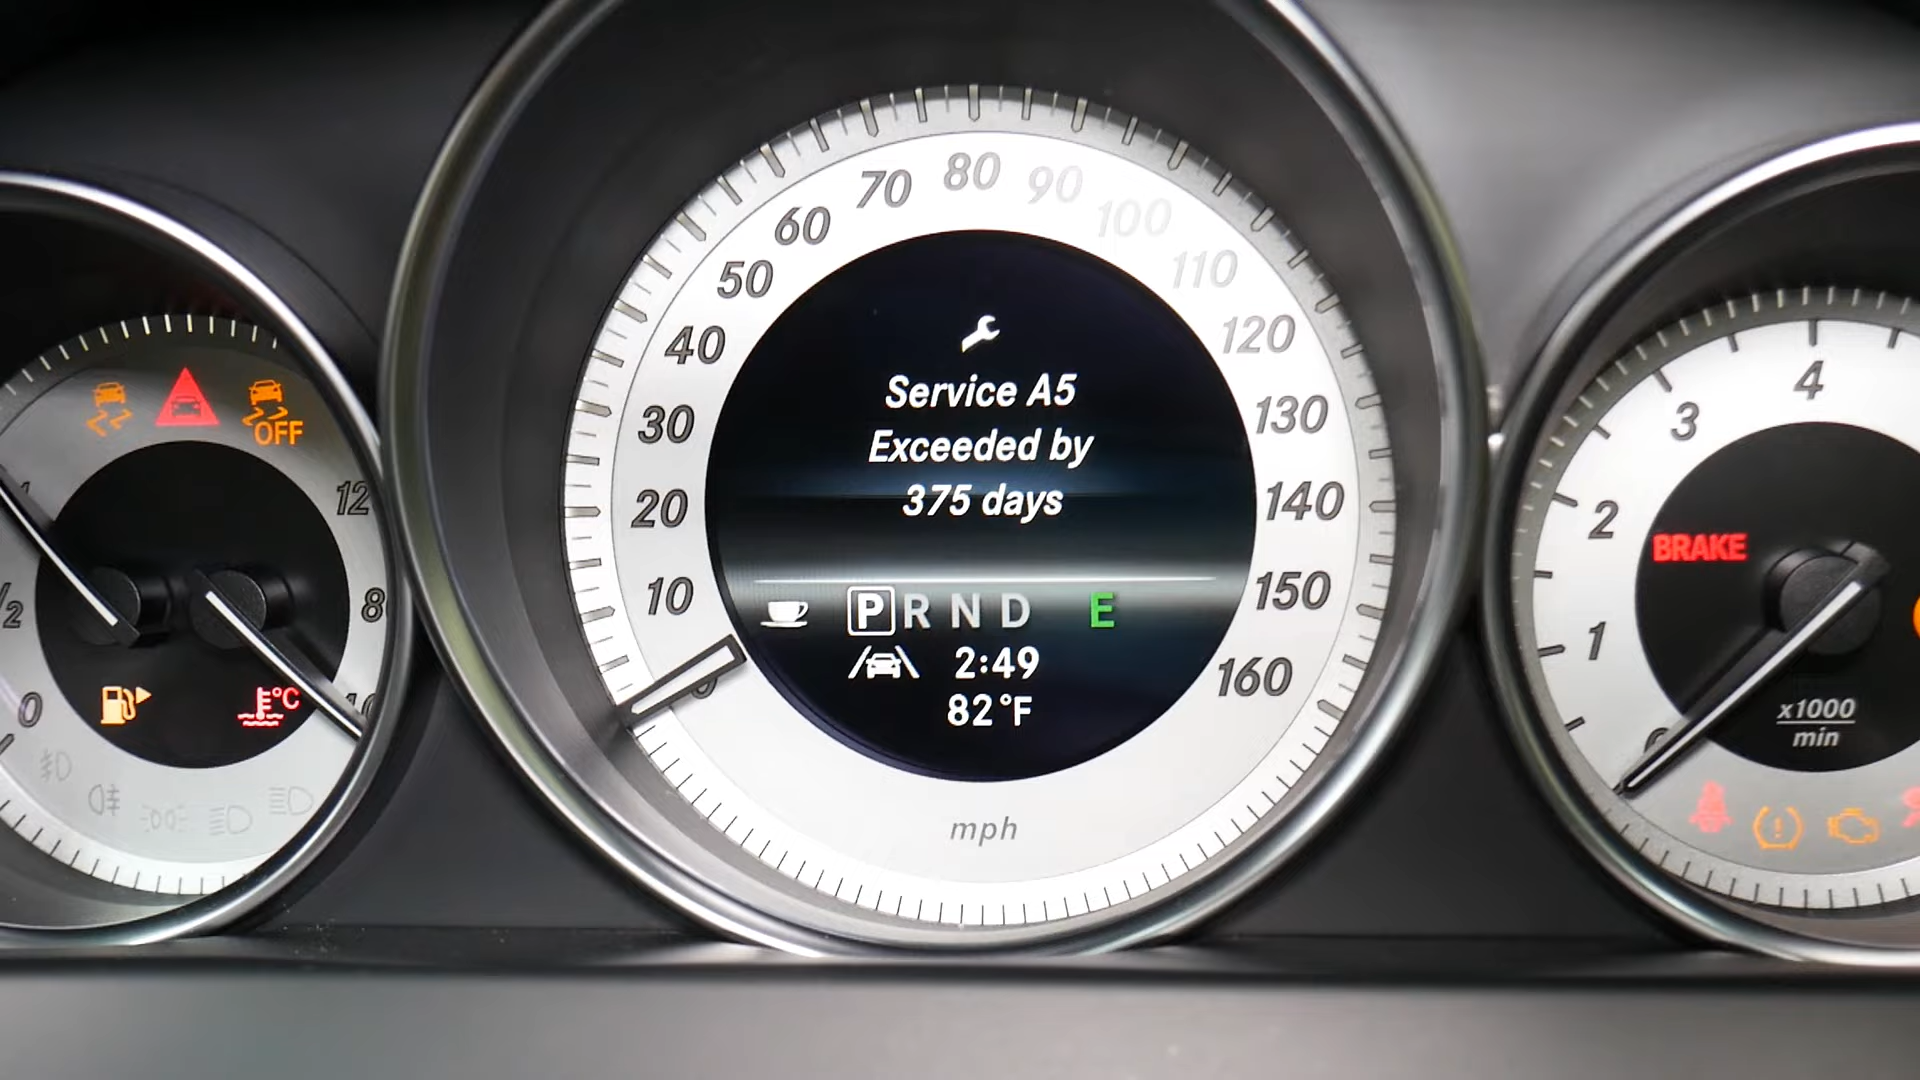 OFF
12
8
1/2
0
°C
10
20
30
40
50
60
70
80
90
100
110
120
130
140
150
160
0
Service A5
Exceeded by
375 days
P R N D E
2:49
82°F
mph
4
3
2
1
0
BRAKE
x1000
min